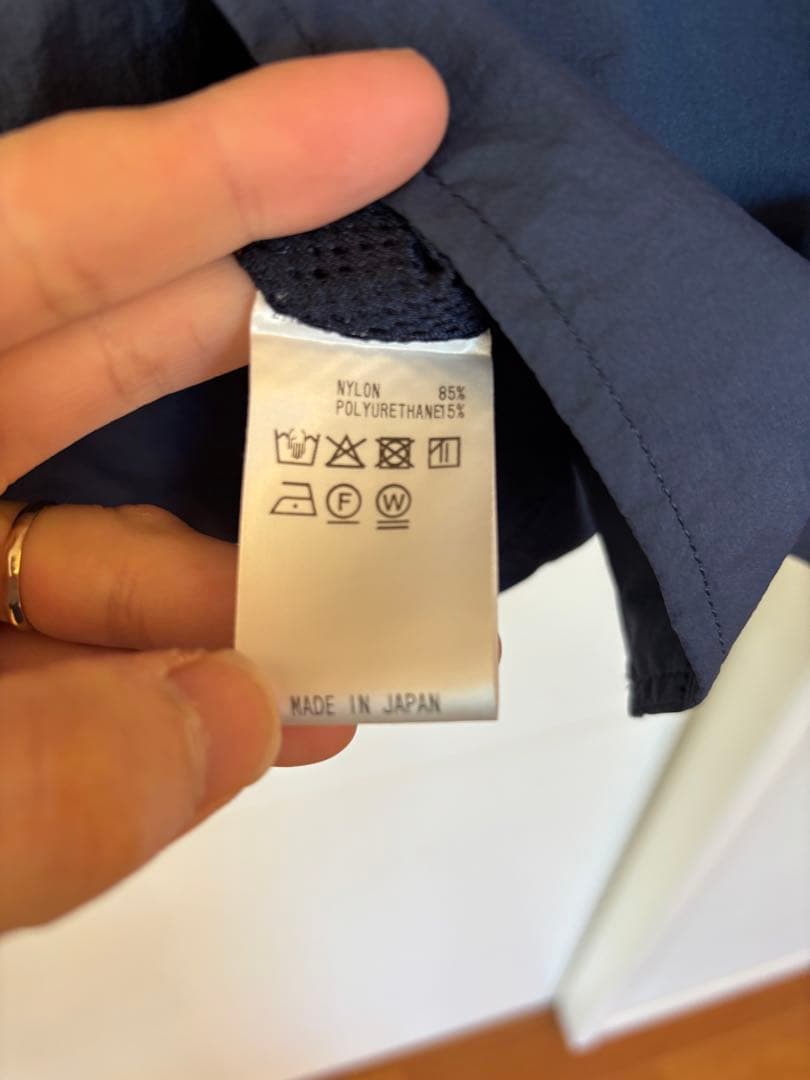 NYLON 85%
POLYURETHANE15%
F W
MADE IN JAPAN